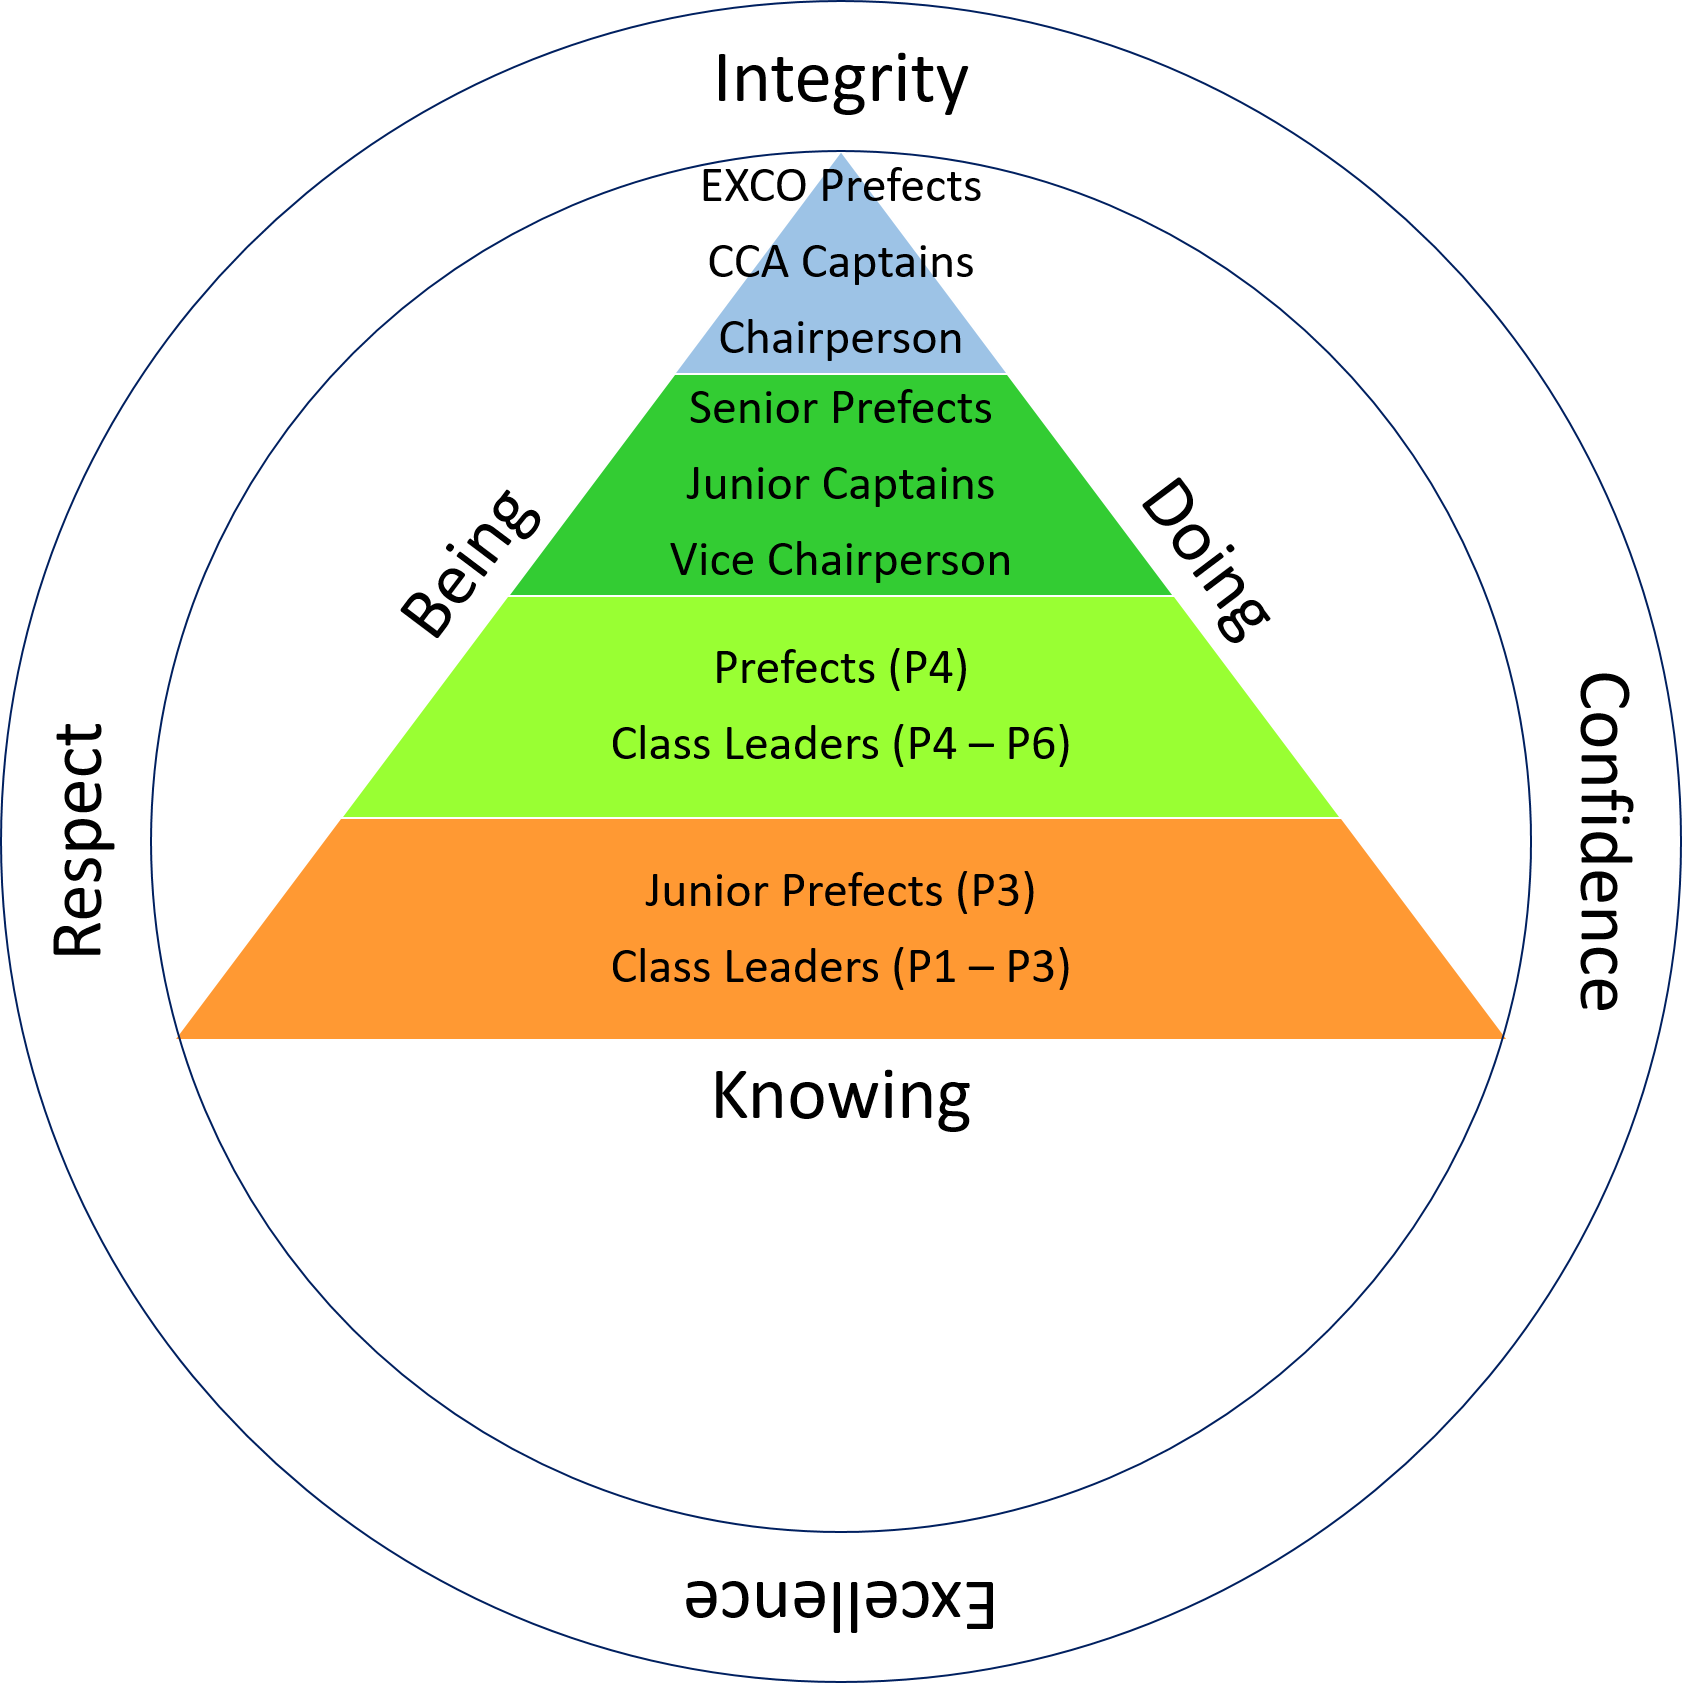 Integrity
EXCO Prefects
CCA Captains
Chairperson
Senior Prefects
Junior Captains
Vice Chairperson
Being
Doing
Prefects (P4)
Class Leaders (P4 – P6)
Respect
Confidence
Junior Prefects (P3)
Class Leaders (P1 – P3)
Knowing
Excellence